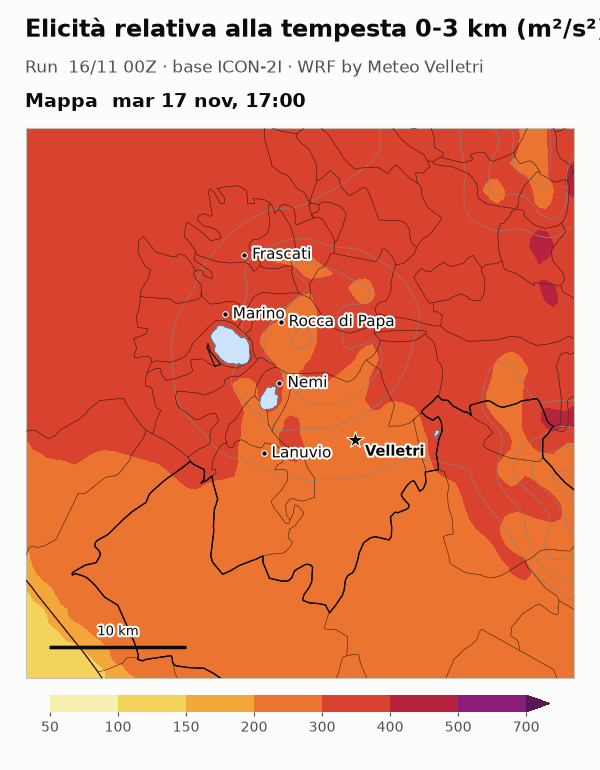 Elicità relativa alla tempesta 0-3 km (m²/s²)
Run 16/11 00Z · base ICON-2I · WRF by Meteo Velletri
Mappa mar 17 nov, 17:00
Frascati
Marino
Rocca di Papa
Nemi
Velletri
Lanuvio
10 km
50 100 150 200 300 400 500 700